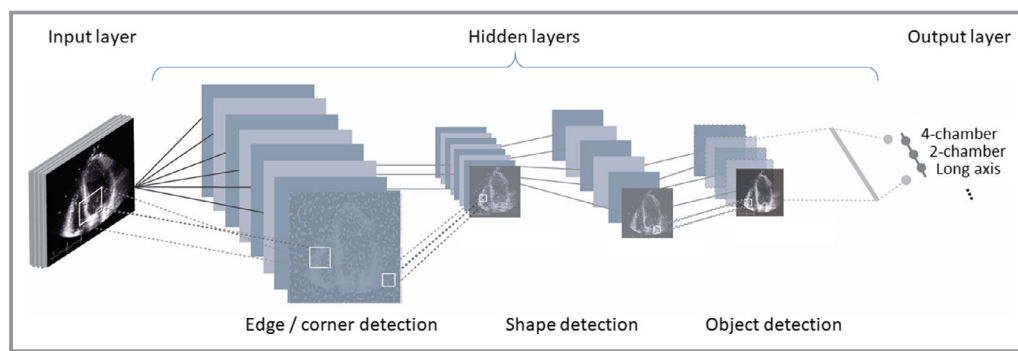 Input layer
Hidden layers
Output layer
4-chamber
2-chamber
Long axis
Edge / corner detection
Shape detection
Object detection